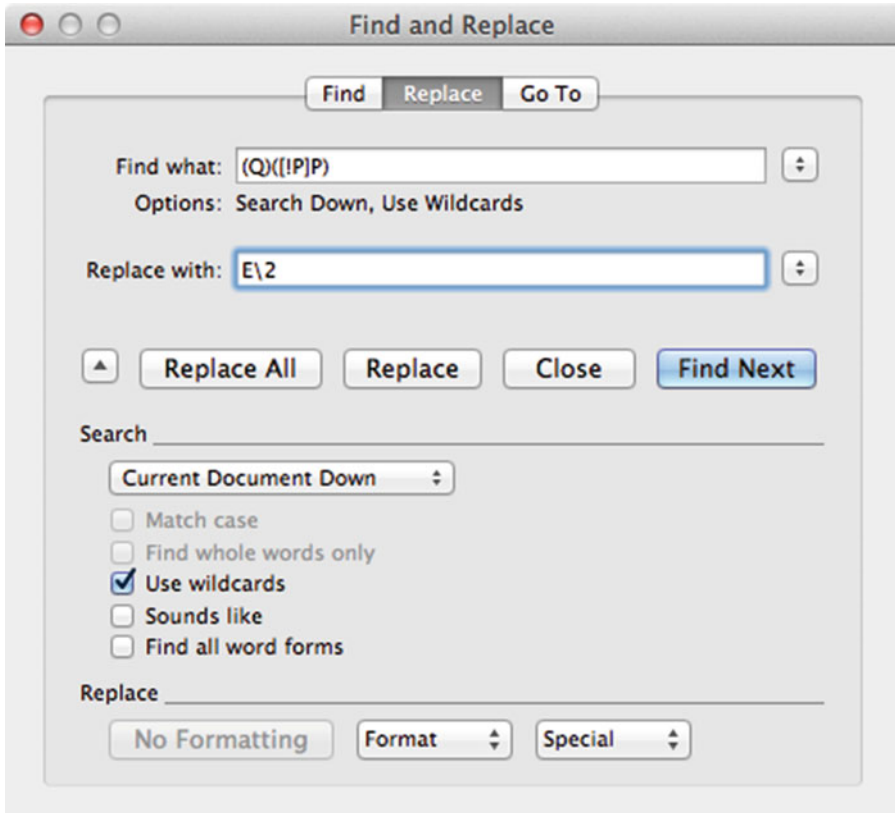 Find and Replace
Find Replace Go To
Find what: (Q)([!P]P)
Options: Search Down, Use Wildcards
Replace with: E\2
Replace All Replace Close Find Next
Search
Current Document Down
Match case
Find whole words only
Use wildcards
Sounds like
Find all word forms
Replace
No Formatting Format Special